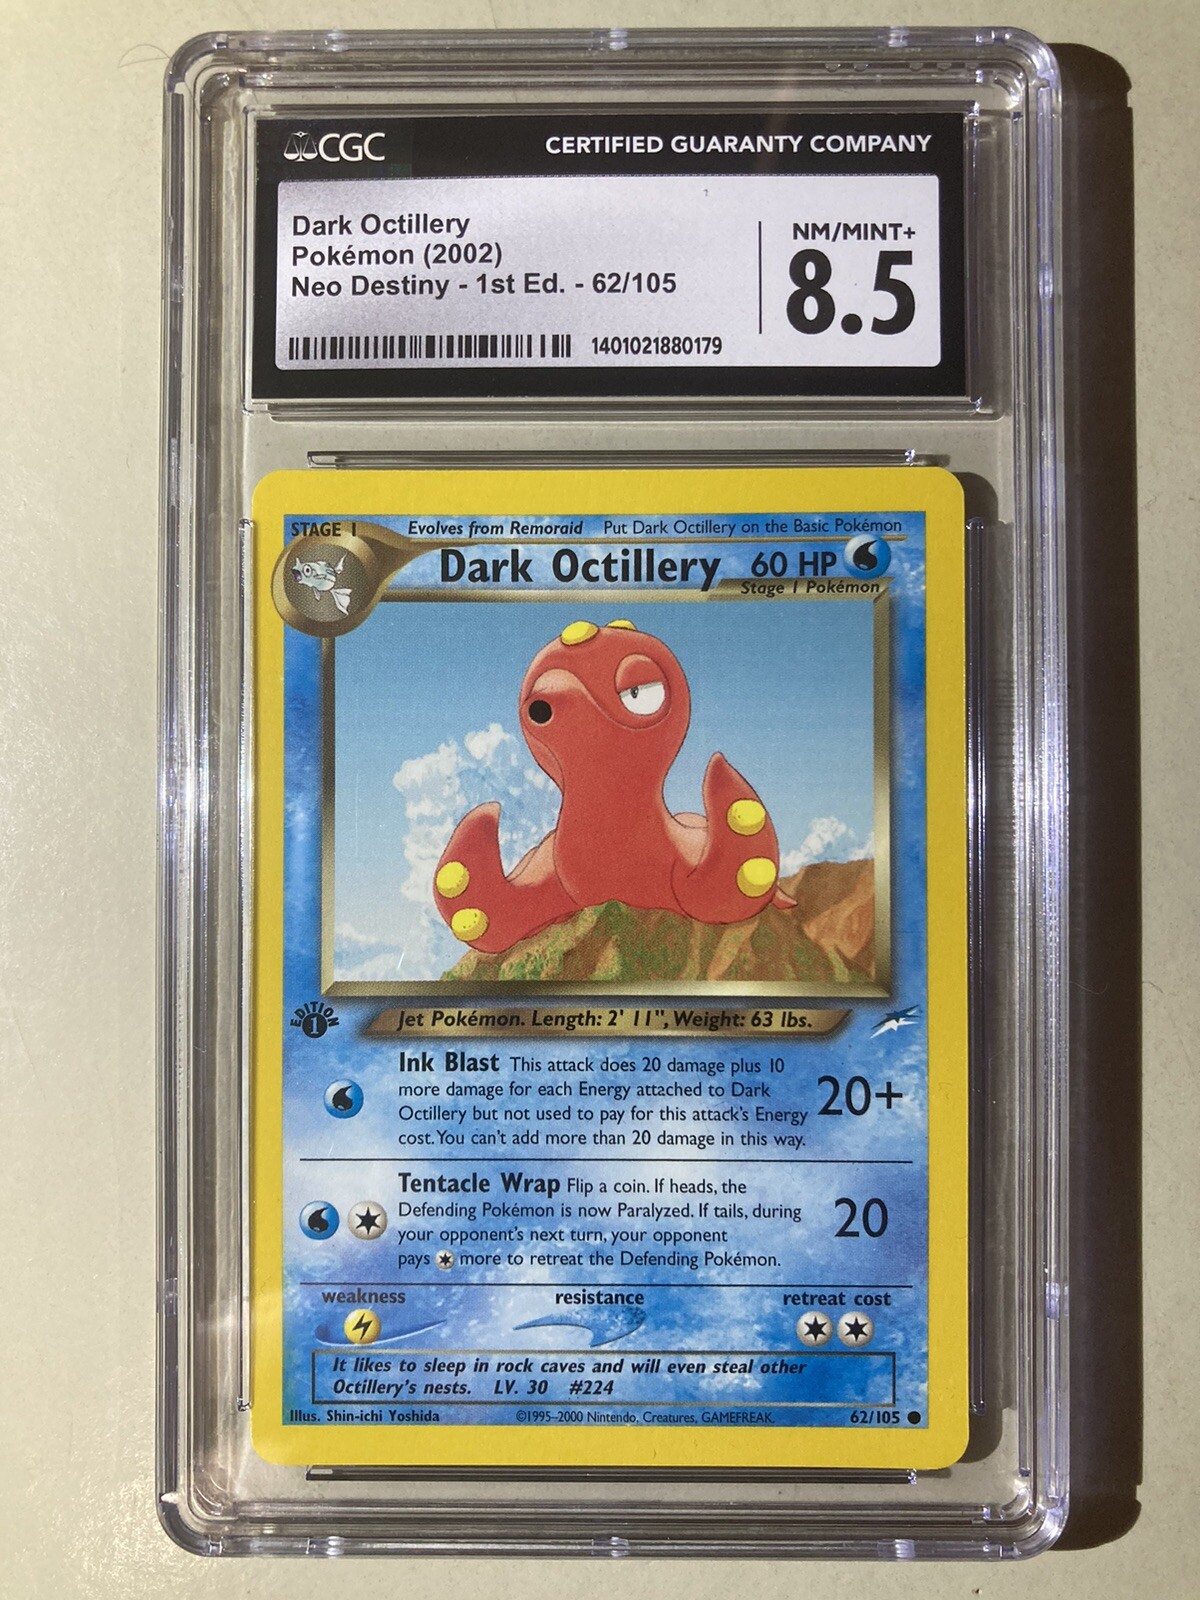 CGC
CERTIFIED GUARANTY COMPANY
Dark Octillery
Pokémon (2002)
Neo Destiny - 1st Ed. - 62/105
NM/MINT+
8.5
1401021880179
STAGE 1
Evolves from Remoraid Put Dark Octillery on the Basic Pokémon
Dark Octillery 60 HP
Stage 1 Pokémon
EDITION
1
Jet Pokémon. Length: 2' 11", Weight: 63 lbs.
Ink Blast This attack does 20 damage plus 10
more damage for each Energy attached to Dark
Octillery but not used to pay for this attack's Energy
cost. You can't add more than 20 damage in this way.
20+
Tentacle Wrap Flip a coin. If heads, the
Defending Pokémon is now Paralyzed. If tails, during
your opponent's next turn, your opponent
pays more to retreat the Defending Pokémon.
20
weakness resistance retreat cost
It likes to sleep in rock caves and will even steal other
Octillery's nests. LV. 30 #224
Illus. Shin-ichi Yoshida ©1995-2000 Nintendo, Creatures, GAMEFREAK. 62/105